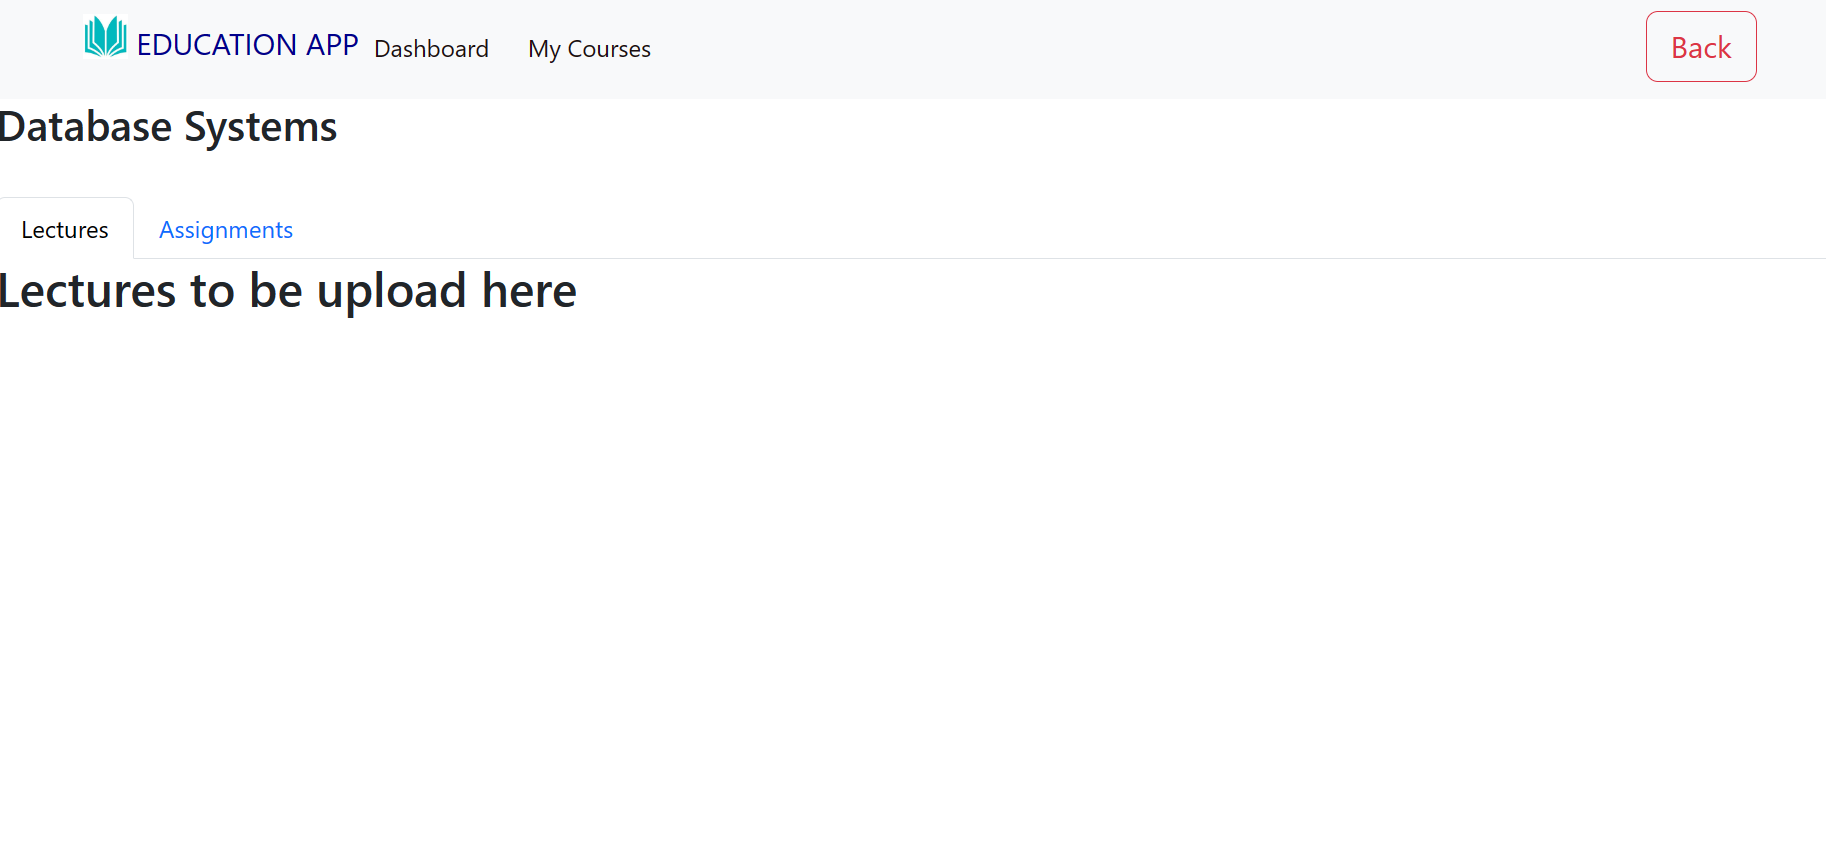 EDUCATION APP Dashboard My Courses Back
Database Systems
Lectures Assignments
Lectures to be upload here